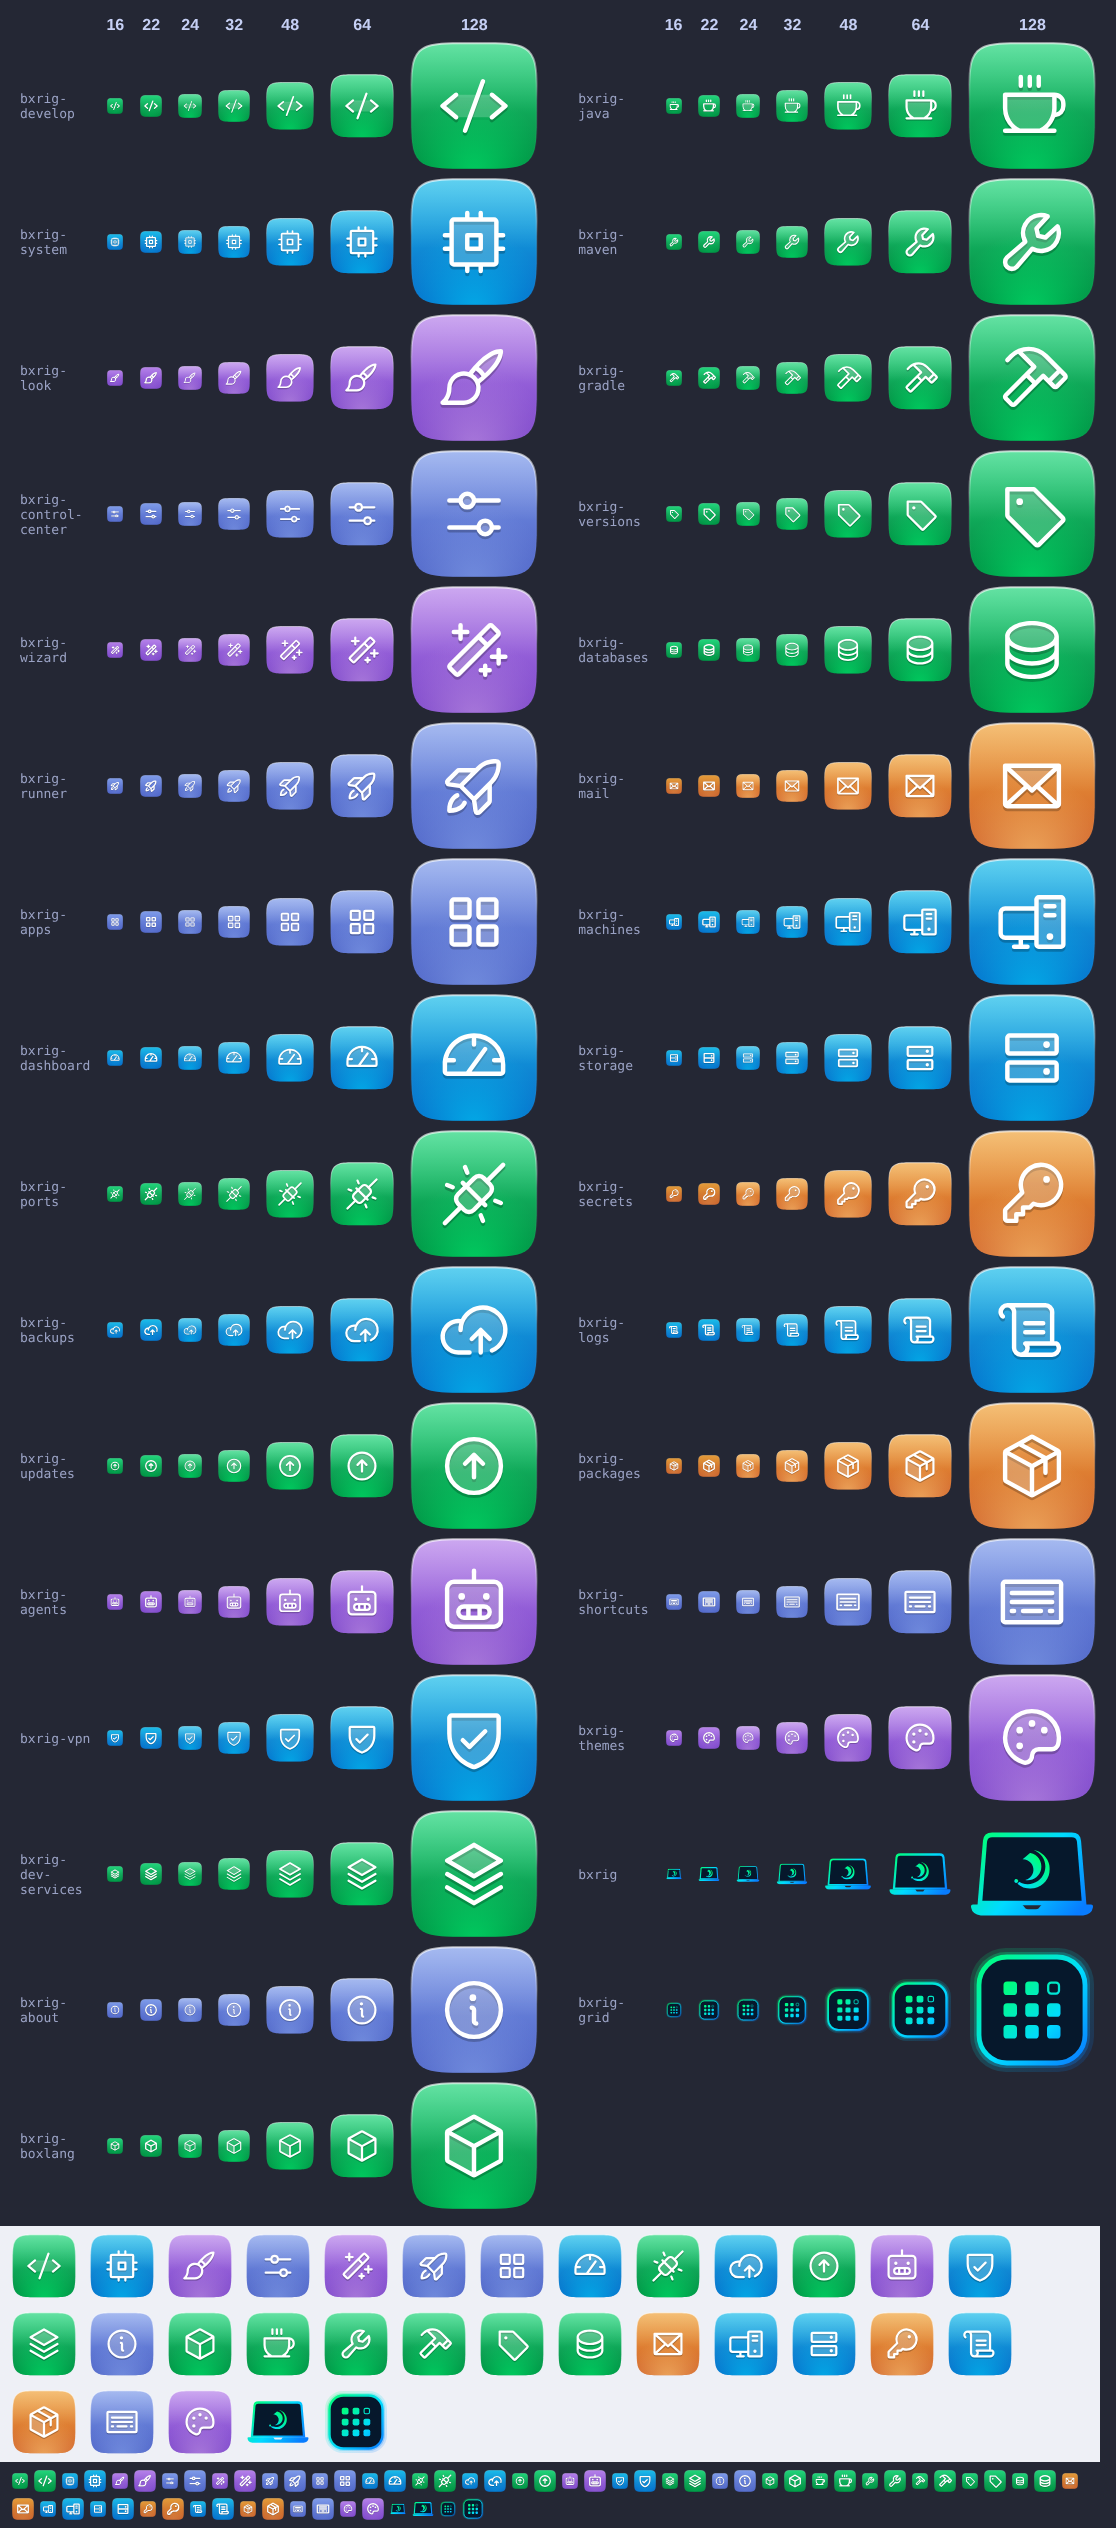 16 22 24 32 48 64 128
16 22 24 32 48 64 128
bxrig-
develop
bxrig-
java
bxrig-
system
bxrig-
maven
bxrig-
look
bxrig-
gradle
bxrig-
control-
center
bxrig-
versions
bxrig-
wizard
bxrig-
databases
bxrig-
runner
bxrig-
mail
bxrig-
apps
bxrig-
machines
bxrig-
dashboard
bxrig-
storage
bxrig-
ports
bxrig-
secrets
bxrig-
backups
bxrig-
logs
bxrig-
updates
bxrig-
packages
bxrig-
agents
bxrig-
shortcuts
bxrig-vpn
bxrig-
themes
bxrig-
dev-
services
bxrig
bxrig-
about
bxrig-
grid
bxrig-
boxlang